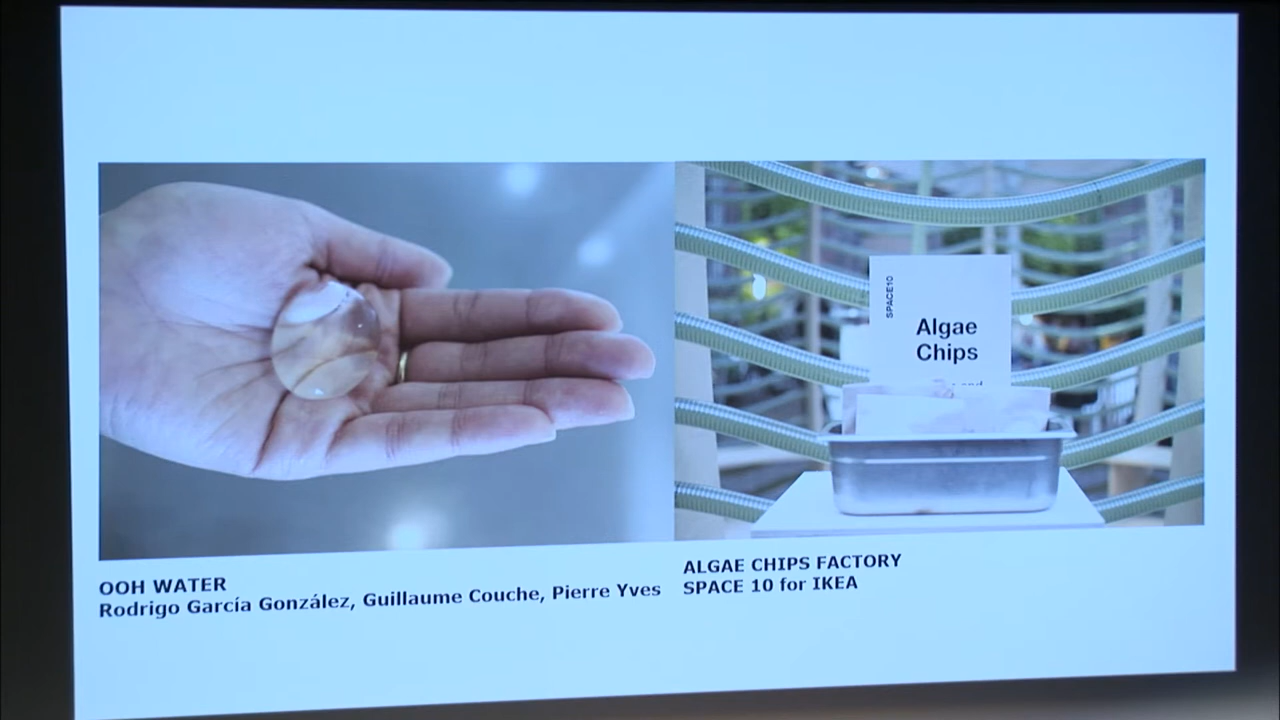 SPACE10
Algae
Chips
OOH WATER
Rodrigo García González, Guillaume Couche, Pierre Yves
ALGAE CHIPS FACTORY
SPACE 10 for IKEA